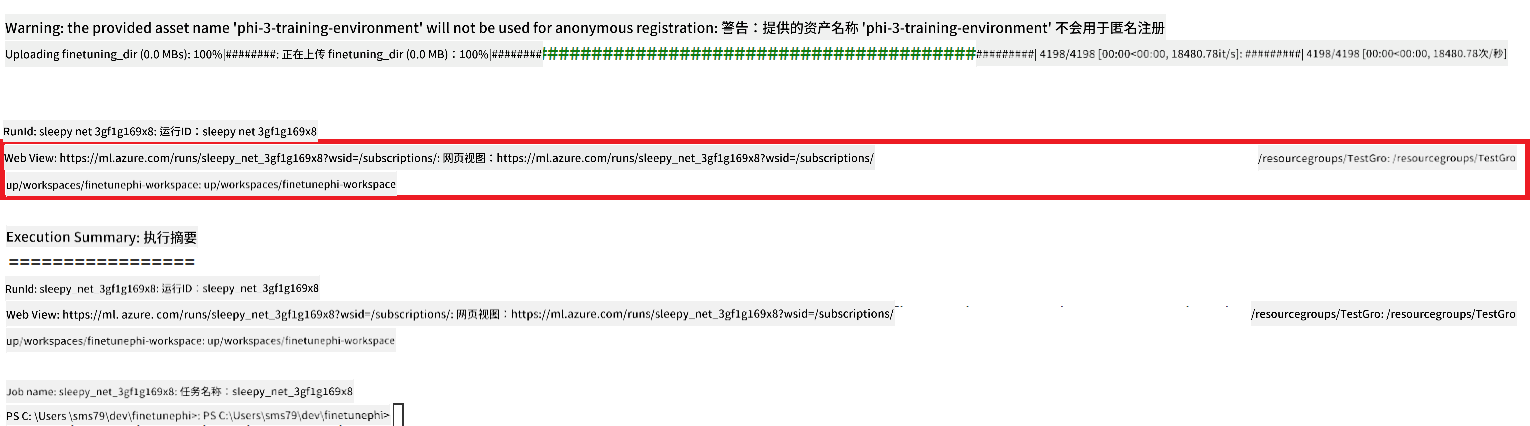 Warning: the provided asset name 'phi-3-training-environment' will not be used for anonymous registration: 警告：提供的资产名称 'phi-3-training-environment' 不会用于匿名注册
Uploading finetuning_dir (0.0 MBs): 100%|########: 正在上传 finetuning_dir (0.0 MB)：100%|#####################################################| 4198/4198 [00:00<00:00, 18480.78it/s]: #########| 4198/4198 [00:00<00:00, 18480.78次/秒]
RunId: sleepy net 3gf1g169x8: 运行ID：sleepy net 3gf1g169x8
Web View: https://ml.azure.com/runs/sleepy_net_3gf1g169x8?wsid=/subscriptions/: 网页视图：https://ml.azure.com/runs/sleepy_net_3gf1g169x8?wsid=/subscriptions/ /resourcegroups/TestGro: /resourcegroups/TestGro
up/workspaces/finetunephi-workspace: up/workspaces/finetunephi-workspace
Execution Summary: 执行摘要
=================
RunId: sleepy net 3gf1g169x8: 运行ID：sleepy net 3gf1g169x8
Web View: https://ml. azure. com/runs/sleepy_net_3gf1g169x8?wsid=/subscriptions/: 网页视图：https://ml.azure.com/runs/sleepy_net_3gf1g169x8?wsid=/subscriptions/ /resourcegroups/TestGro: /resourcegroups/TestGro
up/workspaces/finetunephi-workspace: up/workspaces/finetunephi-workspace
Job name: sleepy_net_3gf1g169x8: 任务名称：sleepy_net_3gf1g169x8
PS C: \Users \sms79\dev\finetunephi>: PS C:\Users\sms79\dev\finetunephi>